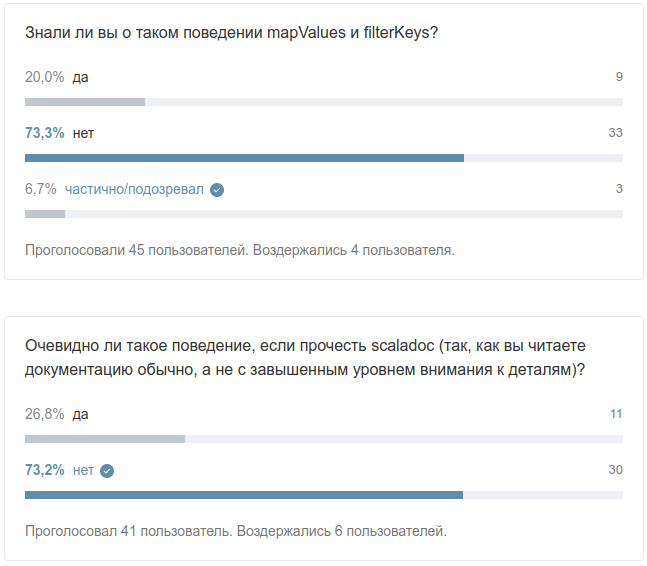 Знали ли вы о таком поведении mapValues и filterKeys?
20,0% да 9
73,3% нет 33
6,7% частично/подозревал 3
Проголосовали 45 пользователей. Воздержались 4 пользователя.
Очевидно ли такое поведение, если прочесть scaladoc (так, как вы читаете
документацию обычно, а не с завышенным уровнем внимания к деталям)?
26,8% да 11
73,2% нет 30
Проголосовал 41 пользователь. Воздержались 6 пользователей.